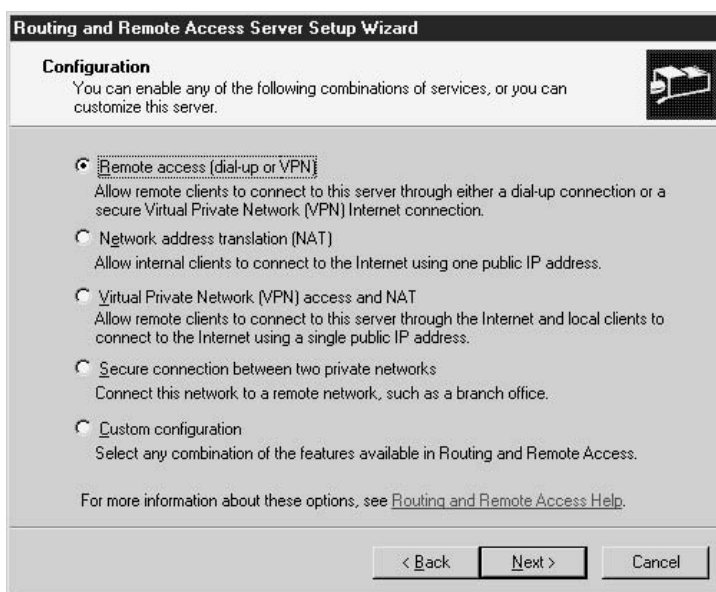 Routing and Remote Access Server Setup Wizard
Configuration
You can enable any of the following combinations of services, or you can
customize this server.
Remote access (dial-up or VPN)
Allow remote clients to connect to this server through either a dial-up connection or a
secure Virtual Private Network (VPN) Internet connection.
Network address translation (NAT)
Allow internal clients to connect to the Internet using one public IP address.
Virtual Private Network (VPN) access and NAT
Allow remote clients to connect to this server through the Internet and local clients to
connect to the Internet using a single public IP address.
Secure connection between two private networks
Connect this network to a remote network, such as a branch office.
Custom configuration
Select any combination of the features available in Routing and Remote Access.
For more information about these options, see Routing and Remote Access Help.
< Back Next > Cancel